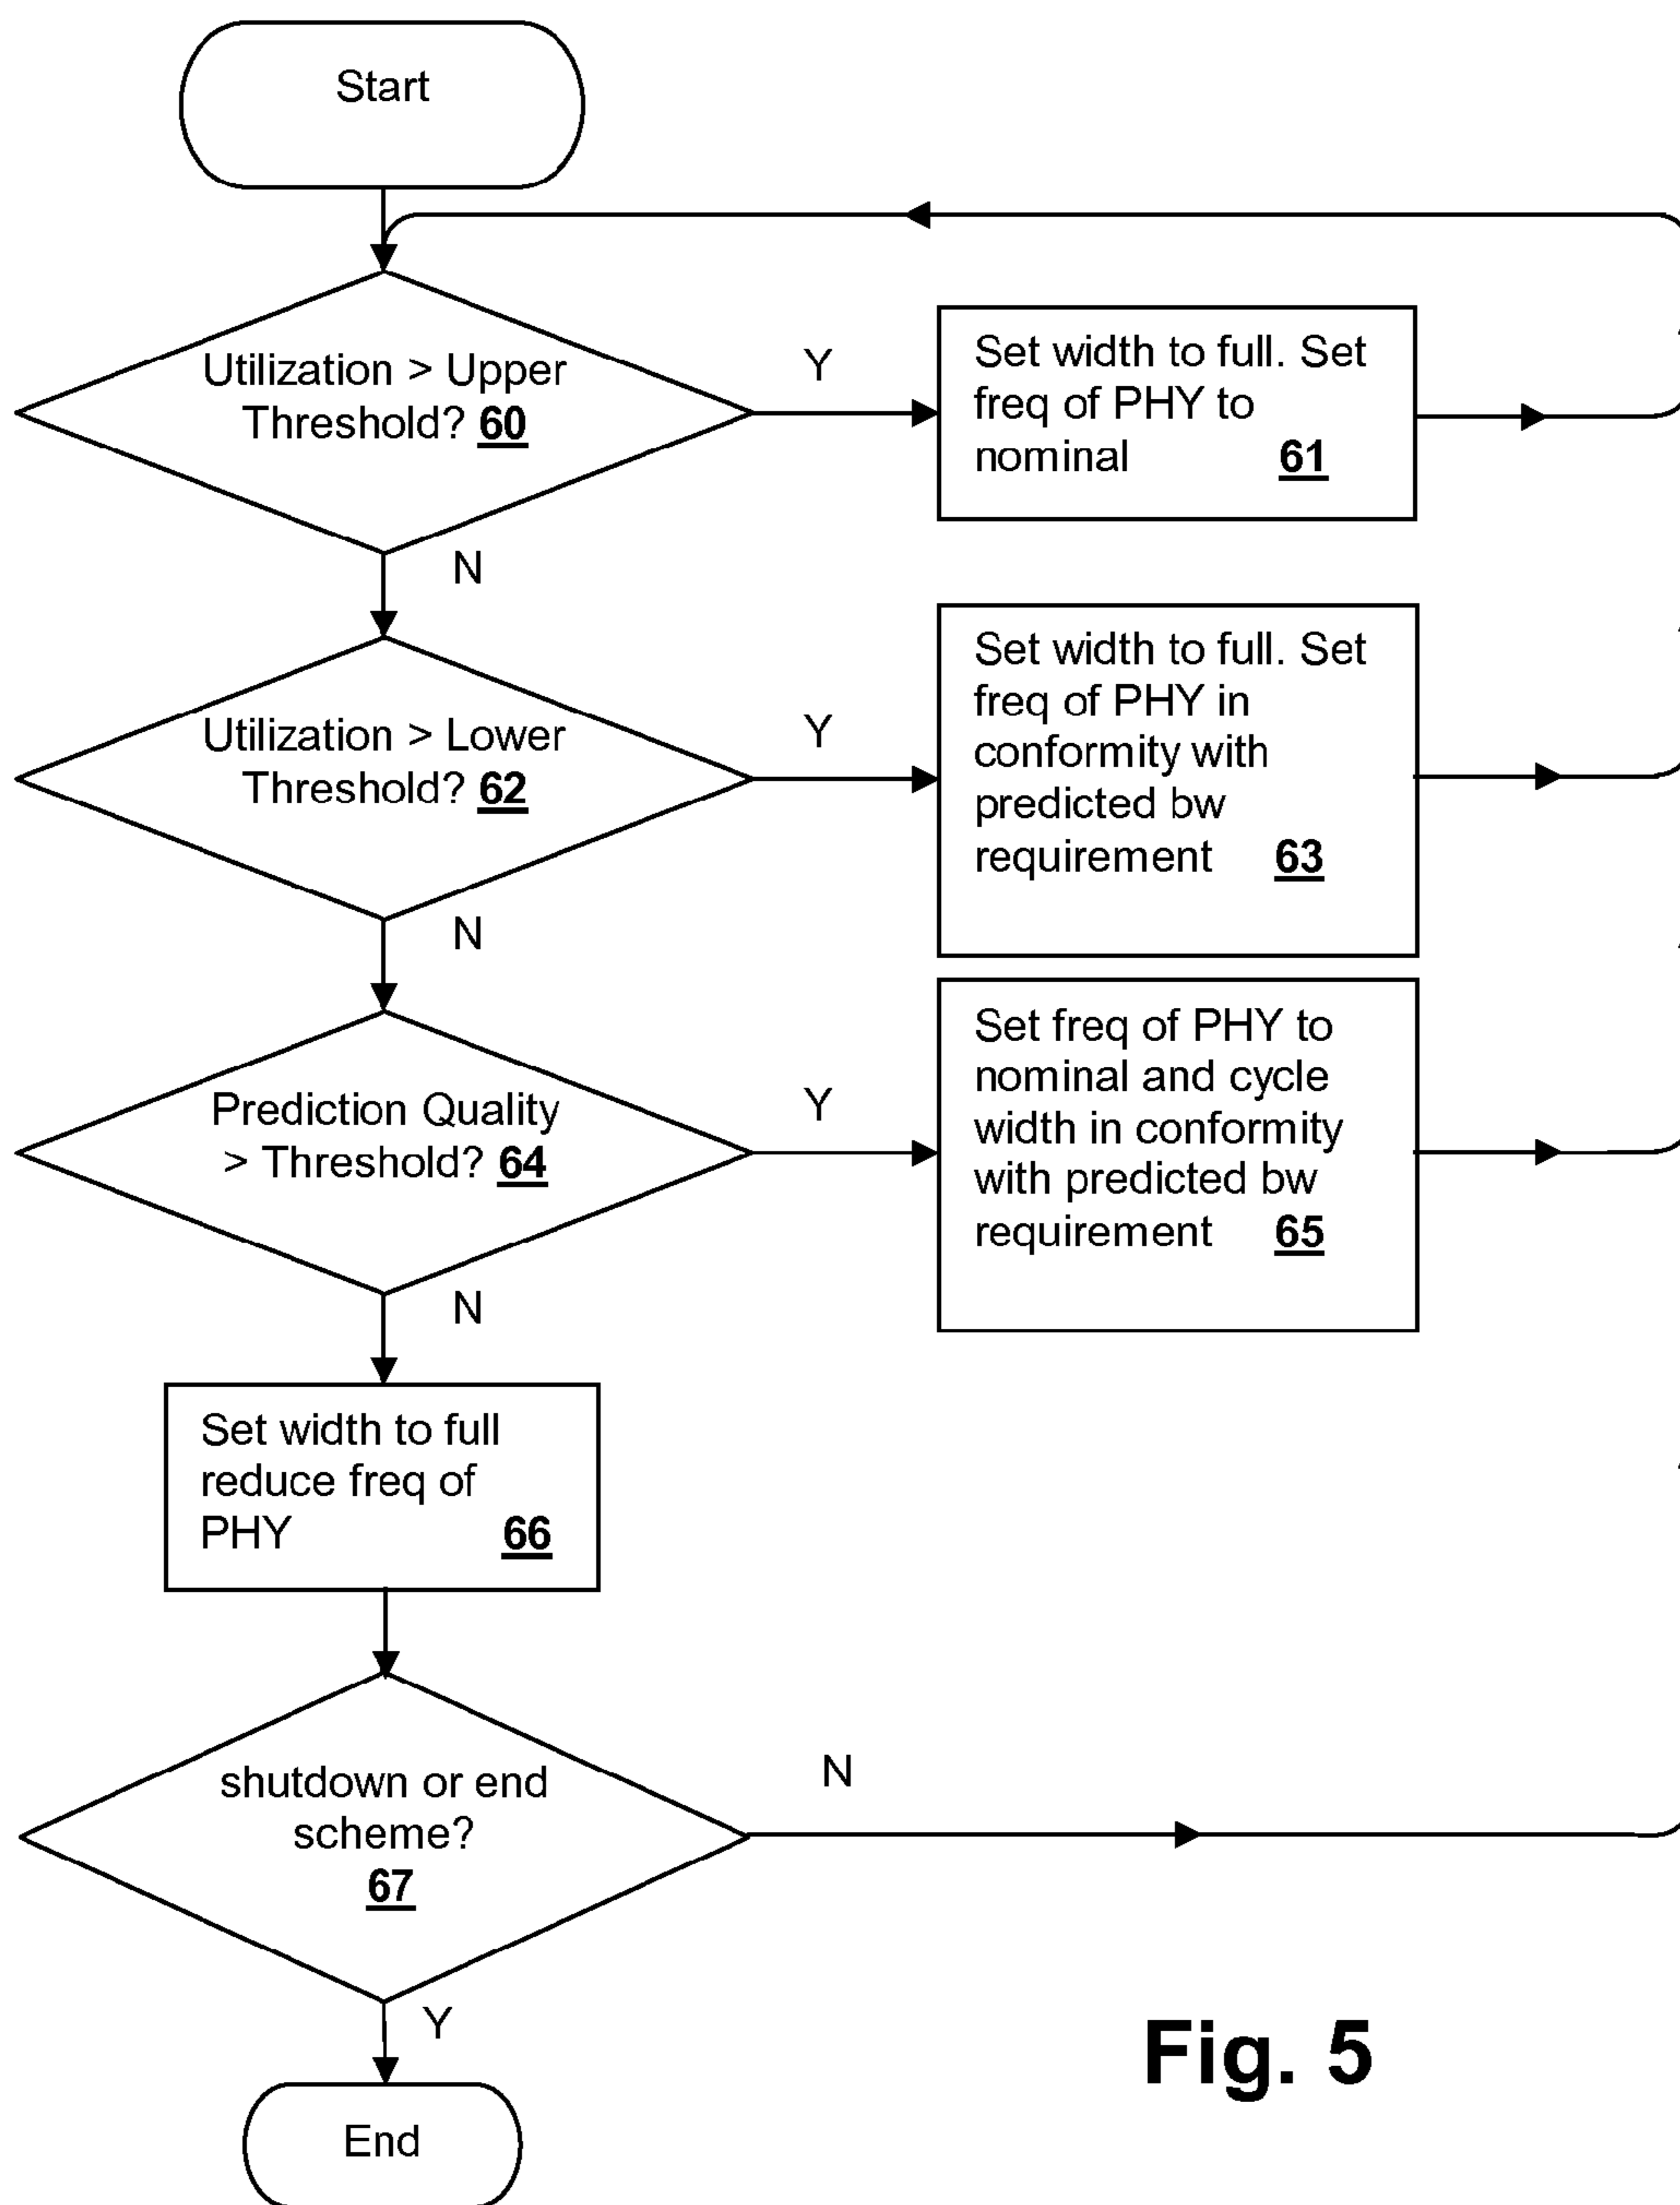 Start
Utilization > Upper
Threshold? 60
Y
Set width to full. Set
freq of PHY to
nominal 61
N
Utilization > Lower
Threshold? 62
Y
Set width to full. Set
freq of PHY in
conformity with
predicted bw
requirement 63
N
Prediction Quality
> Threshold? 64
Y
Set freq of PHY to
nominal and cycle
width in conformity
with predicted bw
requirement 65
N
Set width to full
reduce freq of
PHY 66
shutdown or end
scheme?
67
N
Y
End
Fig. 5